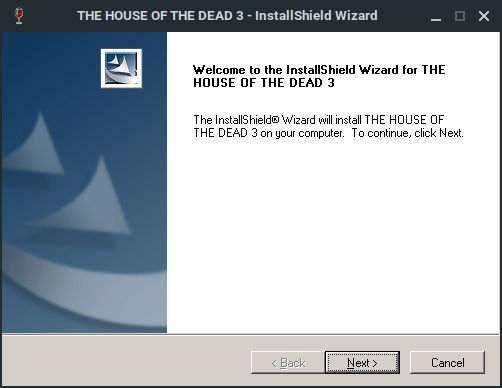 THE HOUSE OF THE DEAD 3 - InstallShield Wizard
Welcome to the InstallShield Wizard for THE
HOUSE OF THE DEAD 3
The InstallShield® Wizard will install THE HOUSE OF
THE DEAD 3 on your computer.  To continue, click Next.
< Back
Next >
Cancel